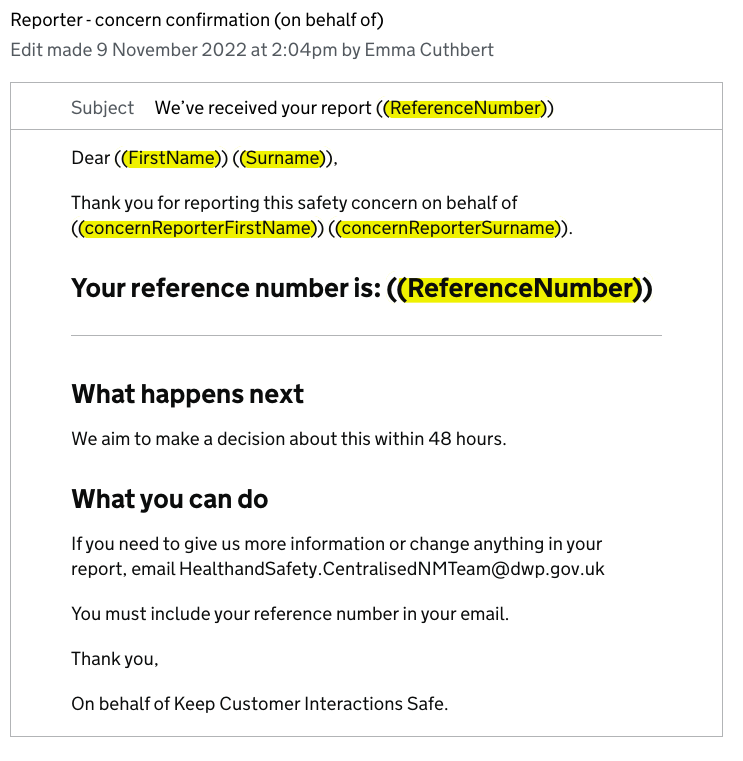 Reporter - concern confirmation (on behalf of)
Edit made 9 November 2022 at 2:04pm by Emma Cuthbert
Subject We’ve received your report ((ReferenceNumber))
Dear ((FirstName)) ((Surname)),
Thank you for reporting this safety concern on behalf of
((concernReporterFirstName)) ((concernReporterSurname)).
Your reference number is: ((ReferenceNumber))
What happens next
We aim to make a decision about this within 48 hours.
What you can do
If you need to give us more information or change anything in your
report, email HealthandSafety.CentralisedNMTeam@dwp.gov.uk
You must include your reference number in your email.
Thank you,
On behalf of Keep Customer Interactions Safe.